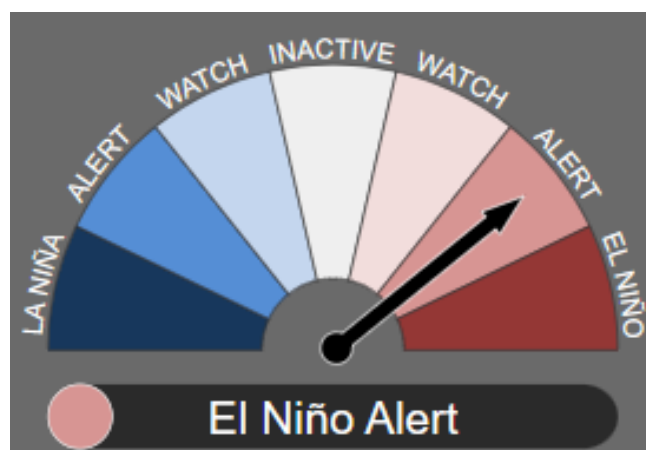 LA NIÑA
ALERT
WATCH
INACTIVE
WATCH
ALERT
EL NIÑO
El Niño Alert